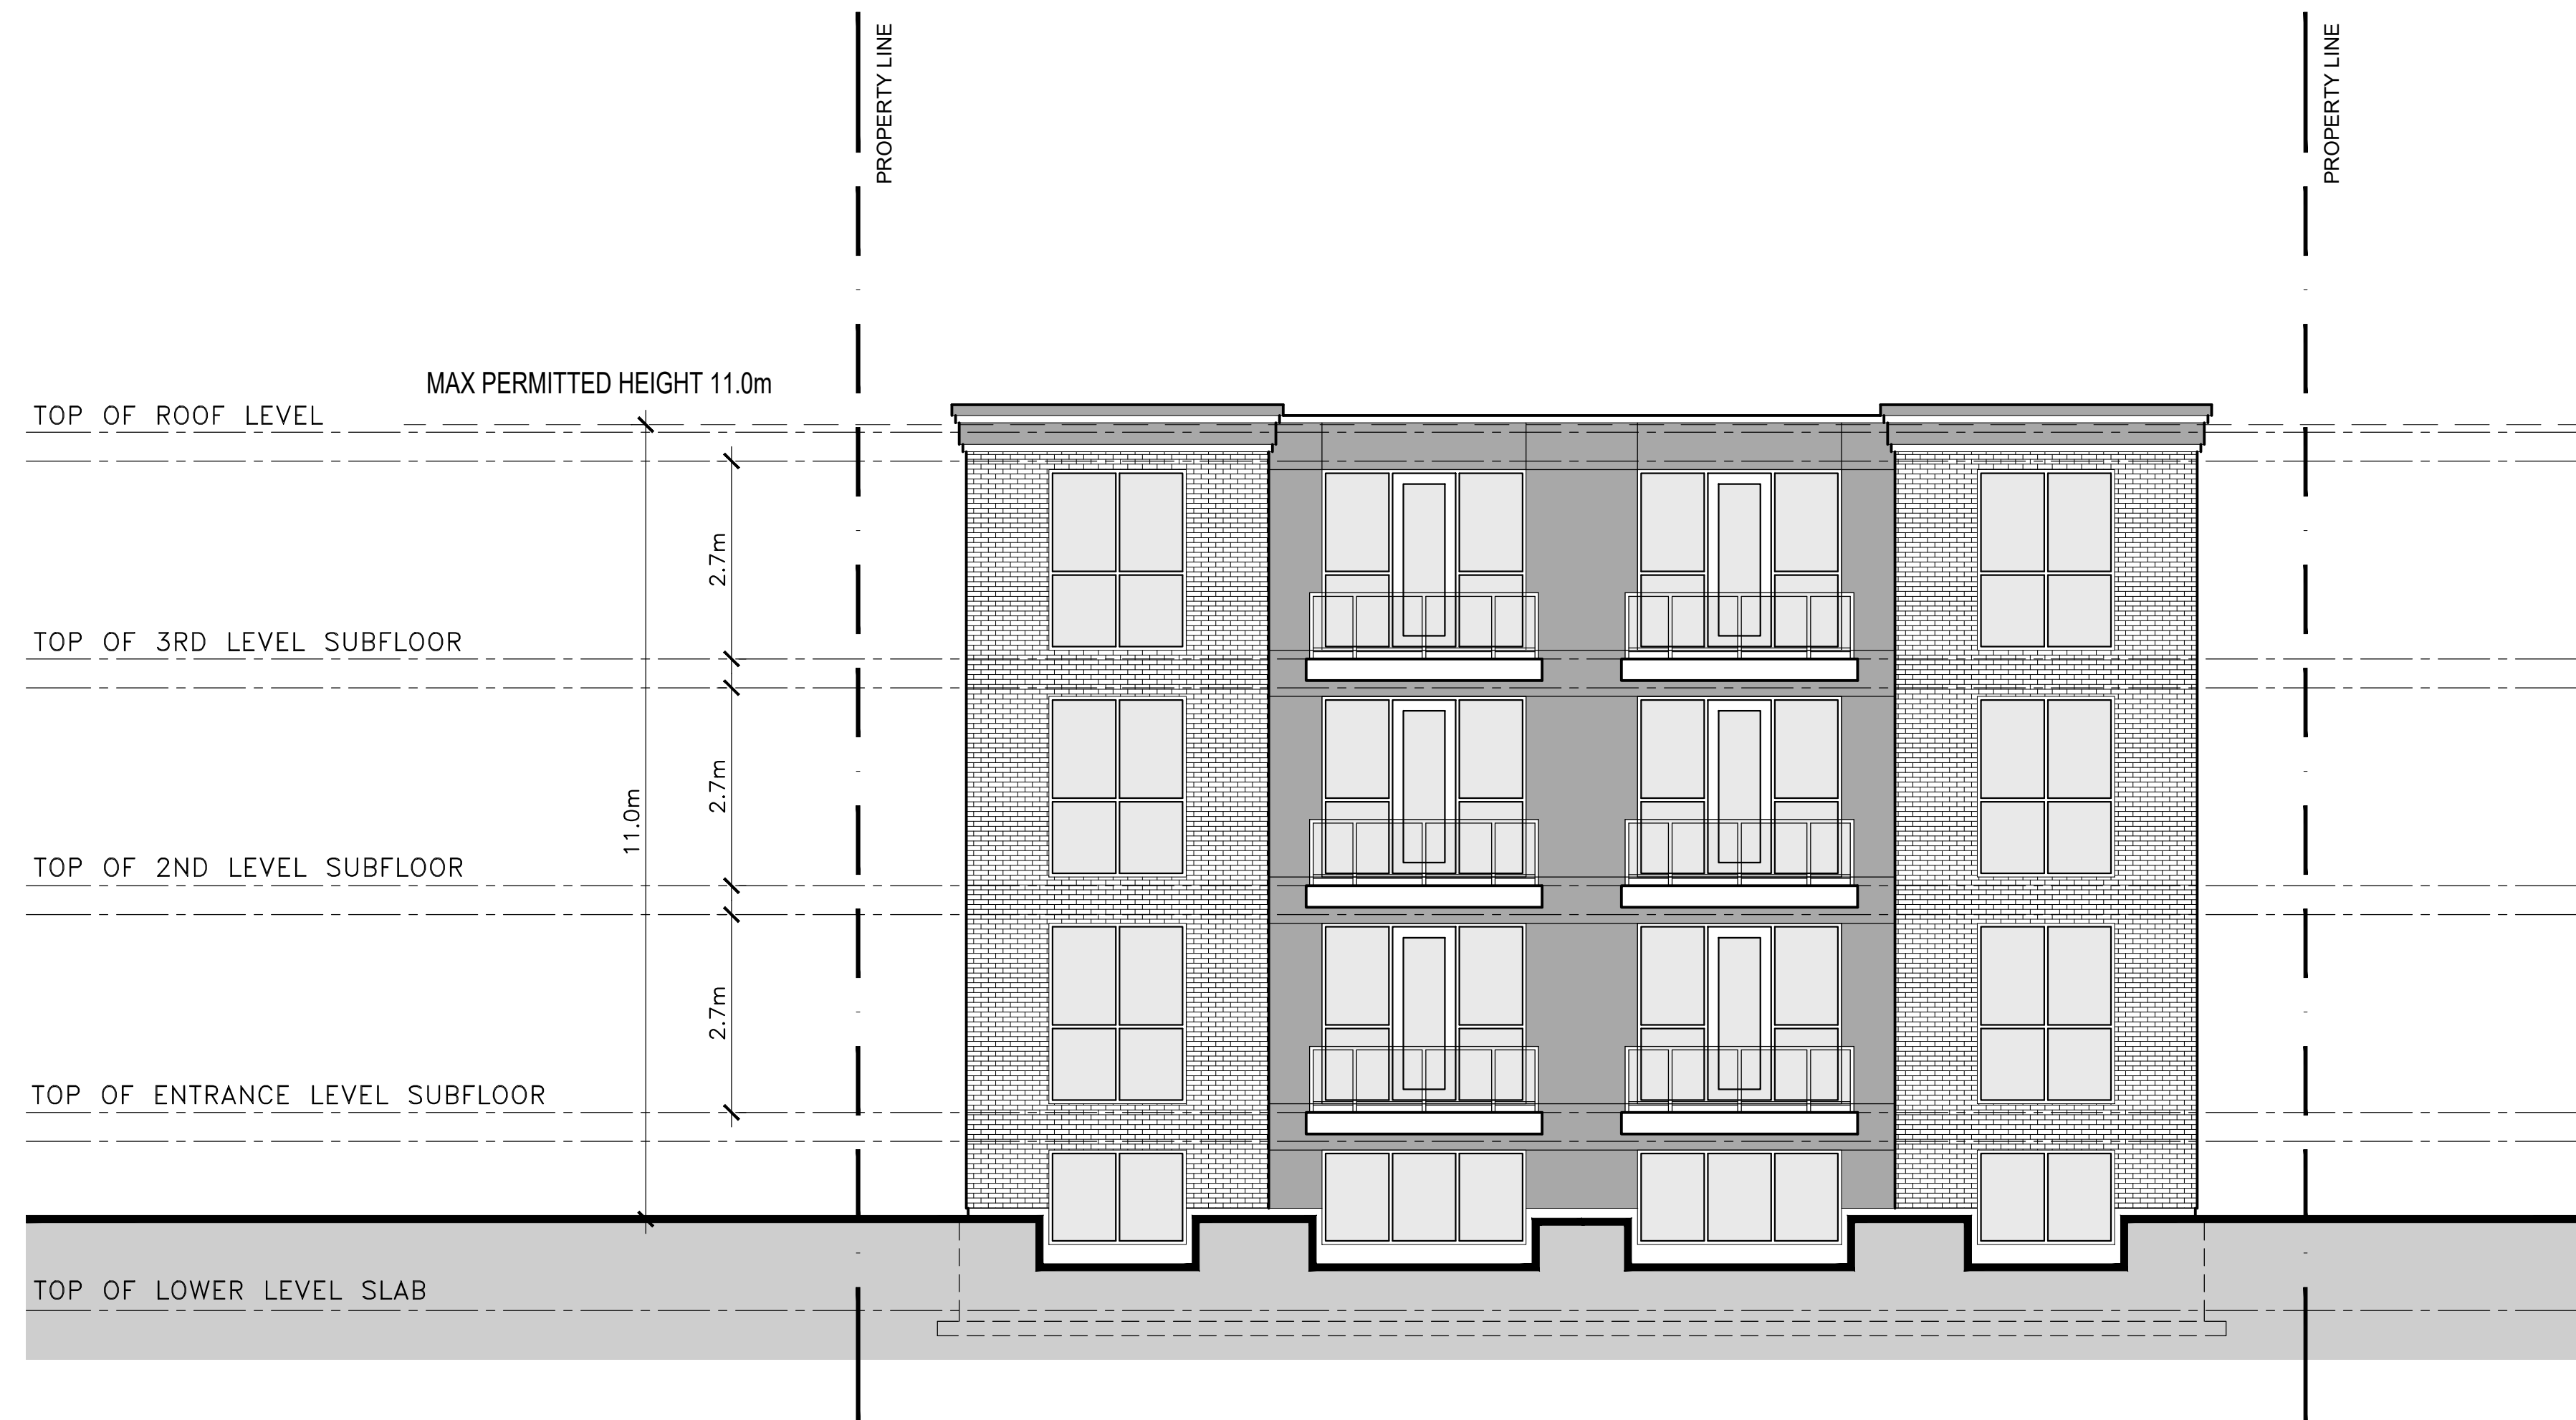 PROPERTY LINE
PROPERTY LINE
MAX PERMITTED HEIGHT 11.0m
TOP OF ROOF LEVEL
2.7m
TOP OF 3RD LEVEL SUBFLOOR
2.7m
11.0m
TOP OF 2ND LEVEL SUBFLOOR
2.7m
TOP OF ENTRANCE LEVEL SUBFLOOR
TOP OF LOWER LEVEL SLAB